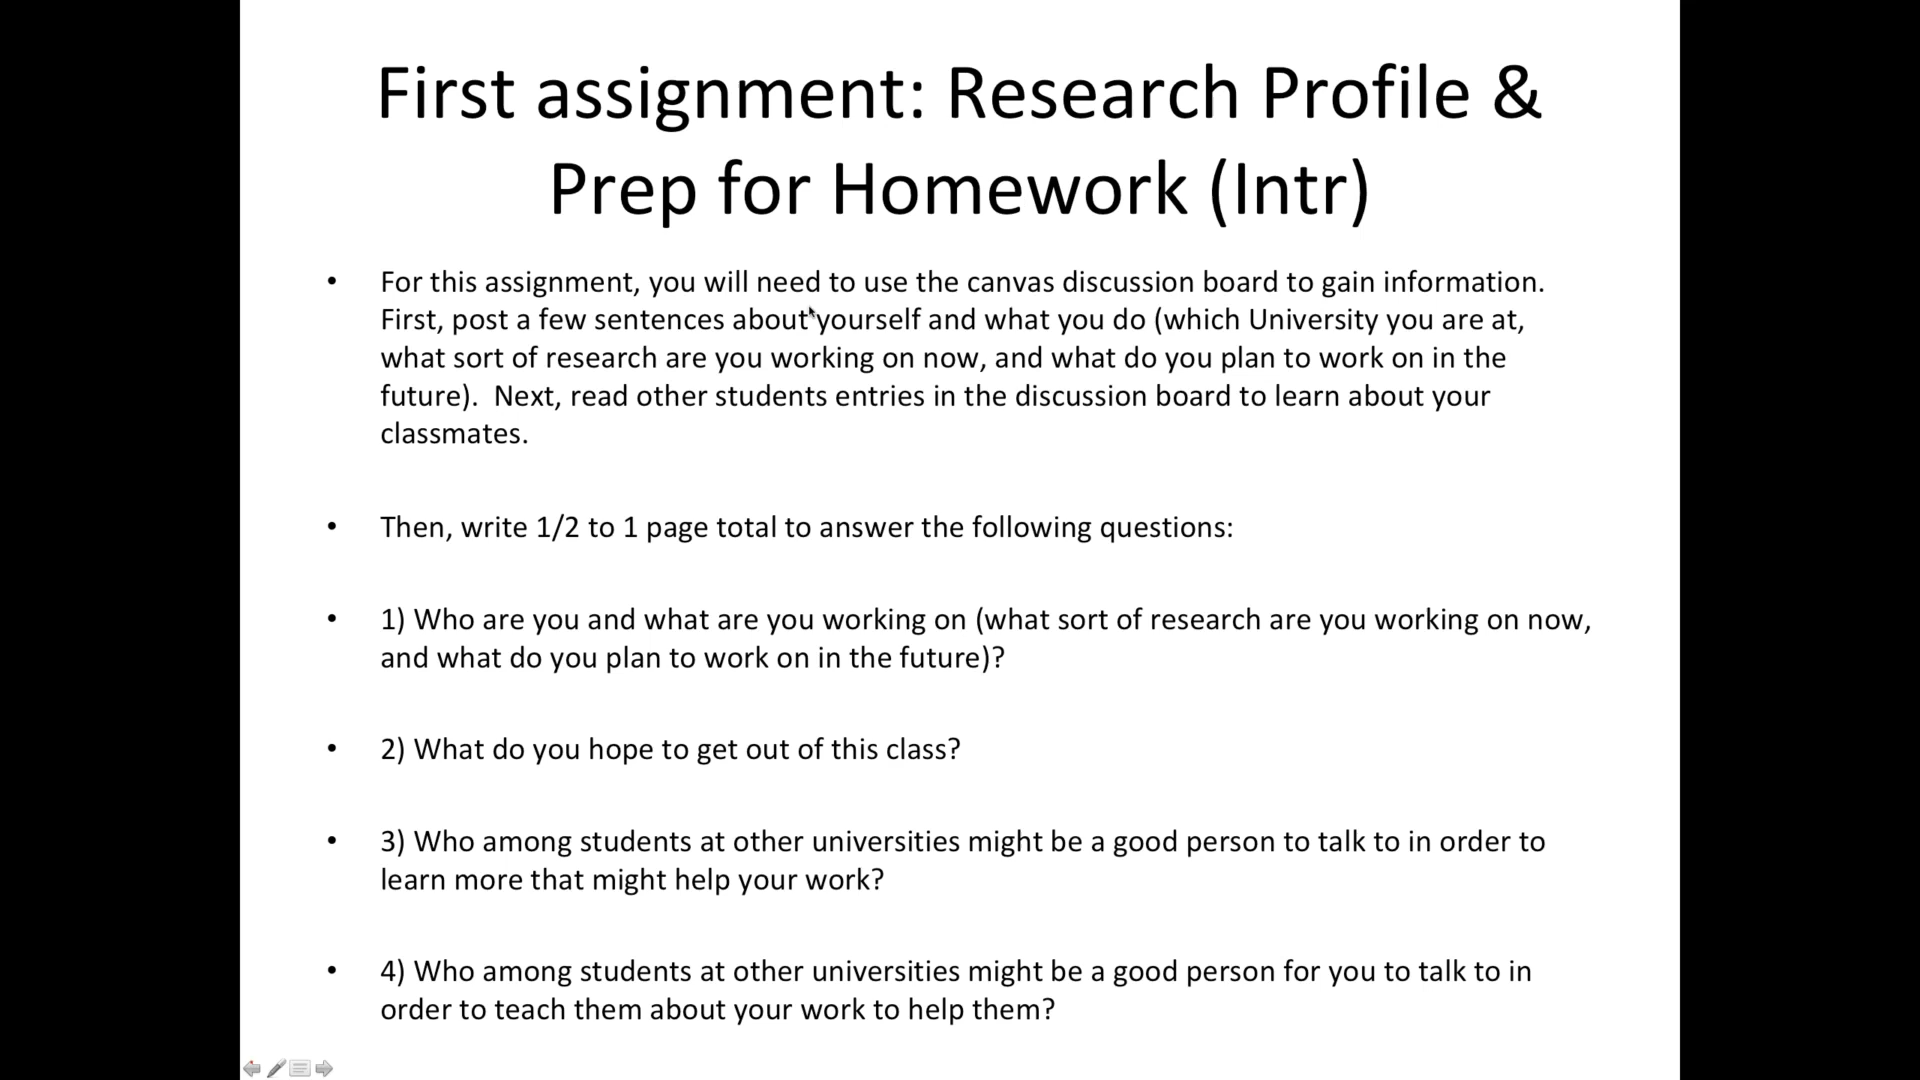 First assignment: Research Profile &
Prep for Homework (Intr)
• For this assignment, you will need to use the canvas discussion board to gain information.
First, post a few sentences about yourself and what you do (which University you are at,
what sort of research are you working on now, and what do you plan to work on in the
future).  Next, read other students entries in the discussion board to learn about your
classmates.
• Then, write 1/2 to 1 page total to answer the following questions:
• 1) Who are you and what are you working on (what sort of research are you working on now,
and what do you plan to work on in the future)?
• 2) What do you hope to get out of this class?
• 3) Who among students at other universities might be a good person to talk to in order to
learn more that might help your work?
• 4) Who among students at other universities might be a good person for you to talk to in
order to teach them about your work to help them?